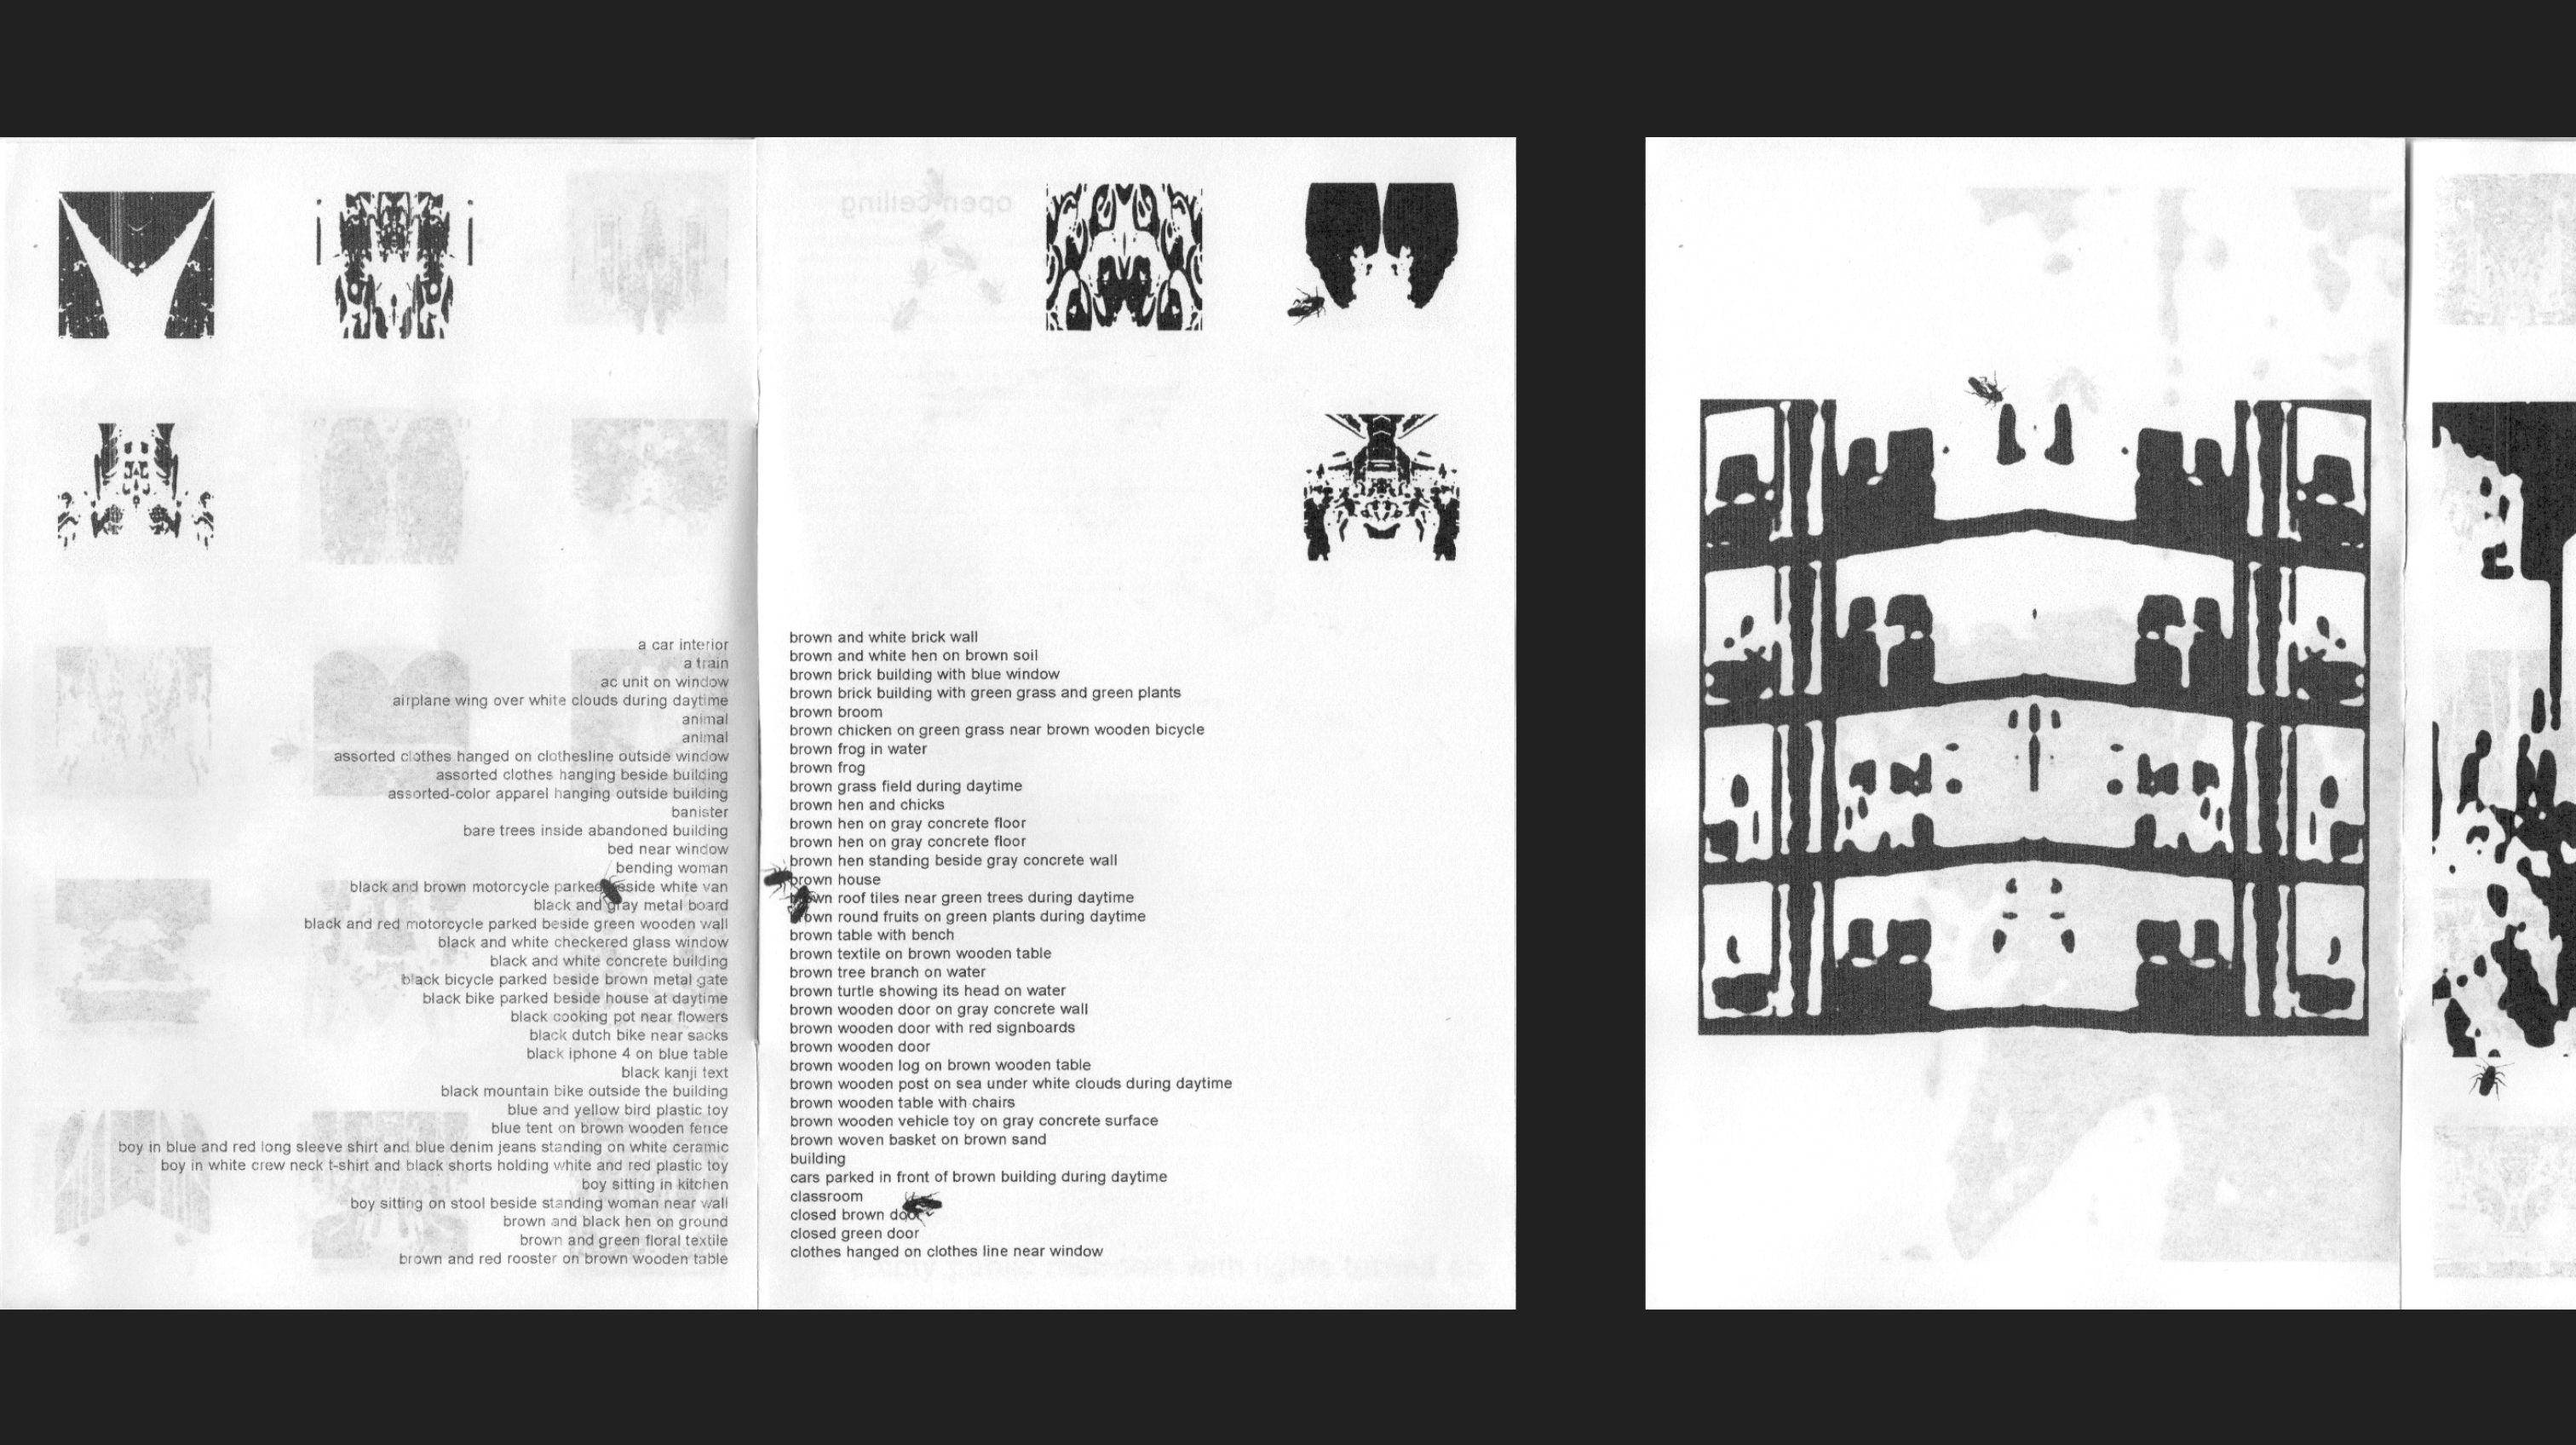 open ceiling
a car interior
a train
ac unit on window
airplane wing over white clouds during daytime
animal
animal
assorted clothes hanged on clothesline outside window
assorted clothes hanging beside building
assorted-color apparel hanging outside building
banister
bare trees inside abandoned building
bed near window
bending woman
black and brown motorcycle parked beside white van
black and gray metal board
black and red motorcycle parked beside green wooden wall
black and white checkered glass window
black and white concrete building
black bicycle parked beside brown metal gate
black bike parked beside house at daytime
black cooking pot near flowers
black dutch bike near sacks
black iphone 4 on blue table
black kanji text
black mountain bike outside the building
blue and yellow bird plastic toy
blue tent on brown wooden fence
boy in blue and red long sleeve shirt and blue denim jeans standing on white ceramic
boy in white crew neck t-shirt and black shorts holding white and red plastic toy
boy sitting in kitchen
boy sitting on stool beside standing woman near wall
brown and black hen on ground
brown and green floral textile
brown and red rooster on brown wooden table
brown and white brick wall
brown and white hen on brown soil
brown brick building with blue window
brown brick building with green grass and green plants
brown broom
brown chicken on green grass near brown wooden bicycle
brown frog in water
brown frog
brown grass field during daytime
brown hen and chicks
brown hen on gray concrete floor
brown hen on gray concrete floor
brown hen standing beside gray concrete wall
brown house
brown roof tiles near green trees during daytime
brown round fruits on green plants during daytime
brown table with bench
brown textile on brown wooden table
brown tree branch on water
brown turtle showing its head on water
brown wooden door on gray concrete wall
brown wooden door with red signboards
brown wooden door
brown wooden log on brown wooden table
brown wooden post on sea under white clouds during daytime
brown wooden table with chairs
brown wooden vehicle toy on gray concrete surface
brown woven basket on brown sand
building
cars parked in front of brown building during daytime
classroom
closed brown door
closed green door
clothes hanged on clothes line near window
with lights turned